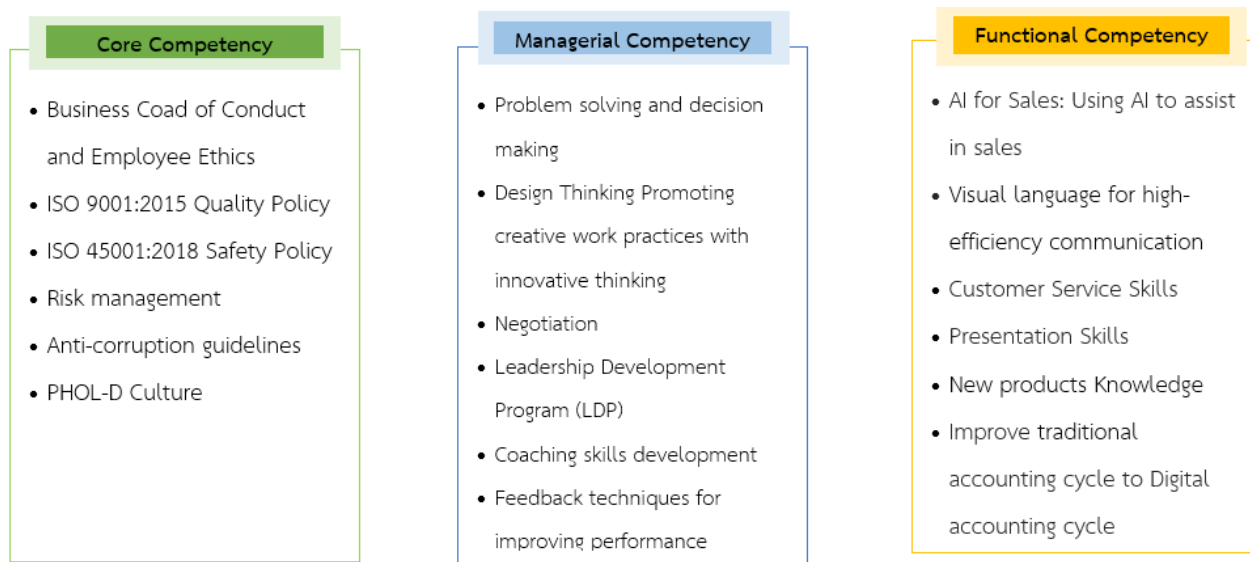 Core Competency
• Business Coad of Conduct
and Employee Ethics
• ISO 9001:2015 Quality Policy
• ISO 45001:2018 Safety Policy
• Risk management
• Anti-corruption guidelines
• PHOL-D Culture
Managerial Competency
• Problem solving and decision
making
• Design Thinking Promoting
creative work practices with
innovative thinking
• Negotiation
• Leadership Development
Program (LDP)
• Coaching skills development
• Feedback techniques for
improving performance
Functional Competency
• AI for Sales: Using AI to assist
in sales
• Visual language for high-
efficiency communication
• Customer Service Skills
• Presentation Skills
• New products Knowledge
• Improve traditional
accounting cycle to Digital
accounting cycle